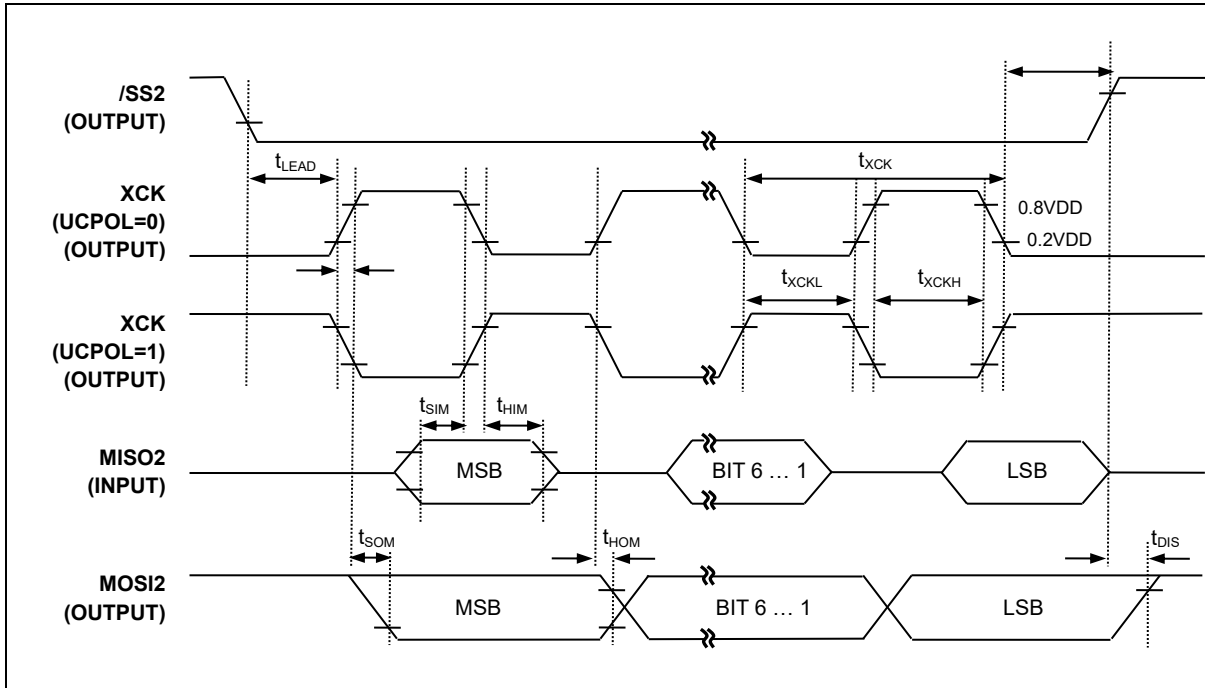 /SS2
(OUTPUT)
tLEAD
tXCK
XCK
(UCPOL=0)
(OUTPUT)
0.8VDD
0.2VDD
tXCKL
tXCKH
XCK
(UCPOL=1)
(OUTPUT)
tSIM
tHIM
MISO2
(INPUT)
MSB
BIT 6 … 1
LSB
tSOM
tHOM
tDIS
MOSI2
(OUTPUT)
MSB
BIT 6 … 1
LSB